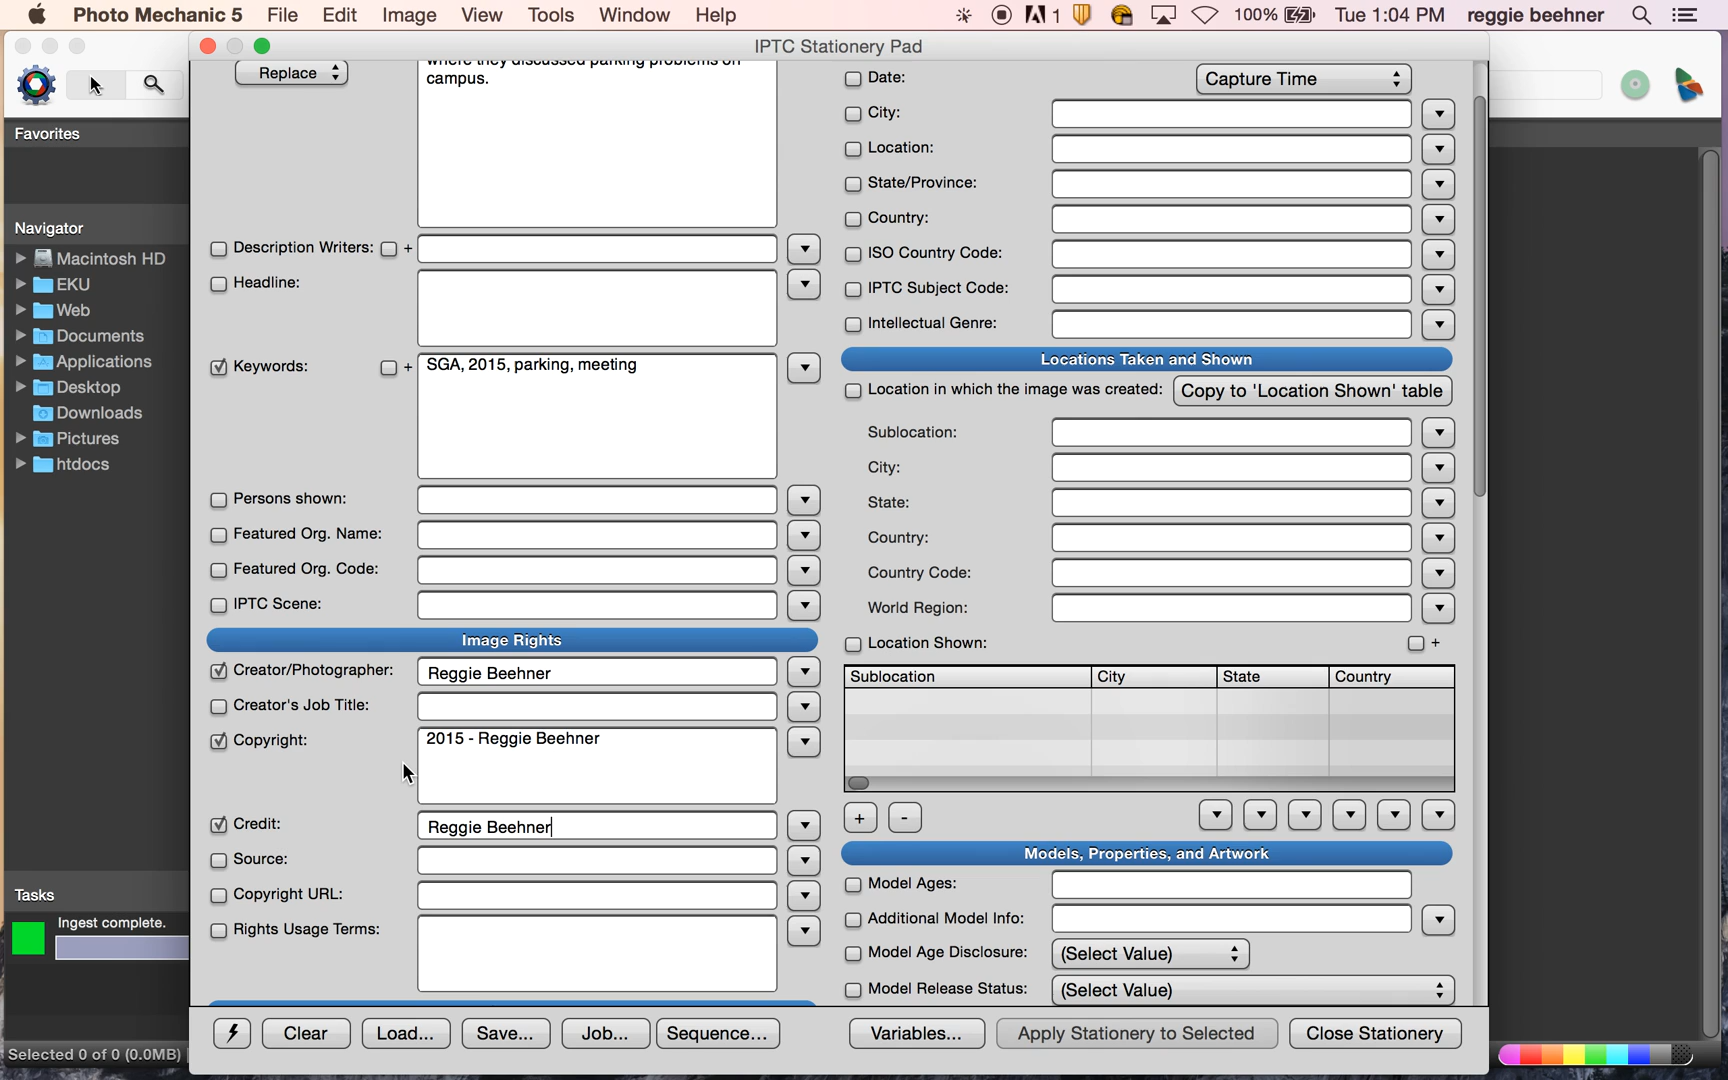 Photo Mechanic 5 File Edit Image View Tools Window Help 1 100% Tue 1:04 PM reggie beehner
IPTC Stationery Pad
Favorites
Navigator
Macintosh HD
EKU
Web
Documents
Applications
Desktop
Downloads
Pictures
htdocs
Tasks
Ingest complete.
Selected 0 of 0 (0.0MB)
Replace
where they discussed parking problems on
campus.
Description Writers: +
Headline:
Keywords: + SGA, 2015, parking, meeting
Persons shown:
Featured Org. Name:
Featured Org. Code:
IPTC Scene:
Image Rights
Creator/Photographer: Reggie Beehner
Creator's Job Title:
Copyright: 2015 - Reggie Beehner
Credit: Reggie Beehner
Source:
Copyright URL:
Rights Usage Terms:
Date: Capture Time
City:
Location:
State/Province:
Country:
ISO Country Code:
IPTC Subject Code:
Intellectual Genre:
Locations Taken and Shown
Location in which the image was created: Copy to 'Location Shown' table
Sublocation:
City:
State:
Country:
Country Code:
World Region:
Location Shown: +
Sublocation City State Country
+ -
Models, Properties, and Artwork
Model Ages:
Additional Model Info:
Model Age Disclosure: (Select Value)
Model Release Status: (Select Value)
Clear Load... Save... Job... Sequence... Variables... Apply Stationery to Selected Close Stationery